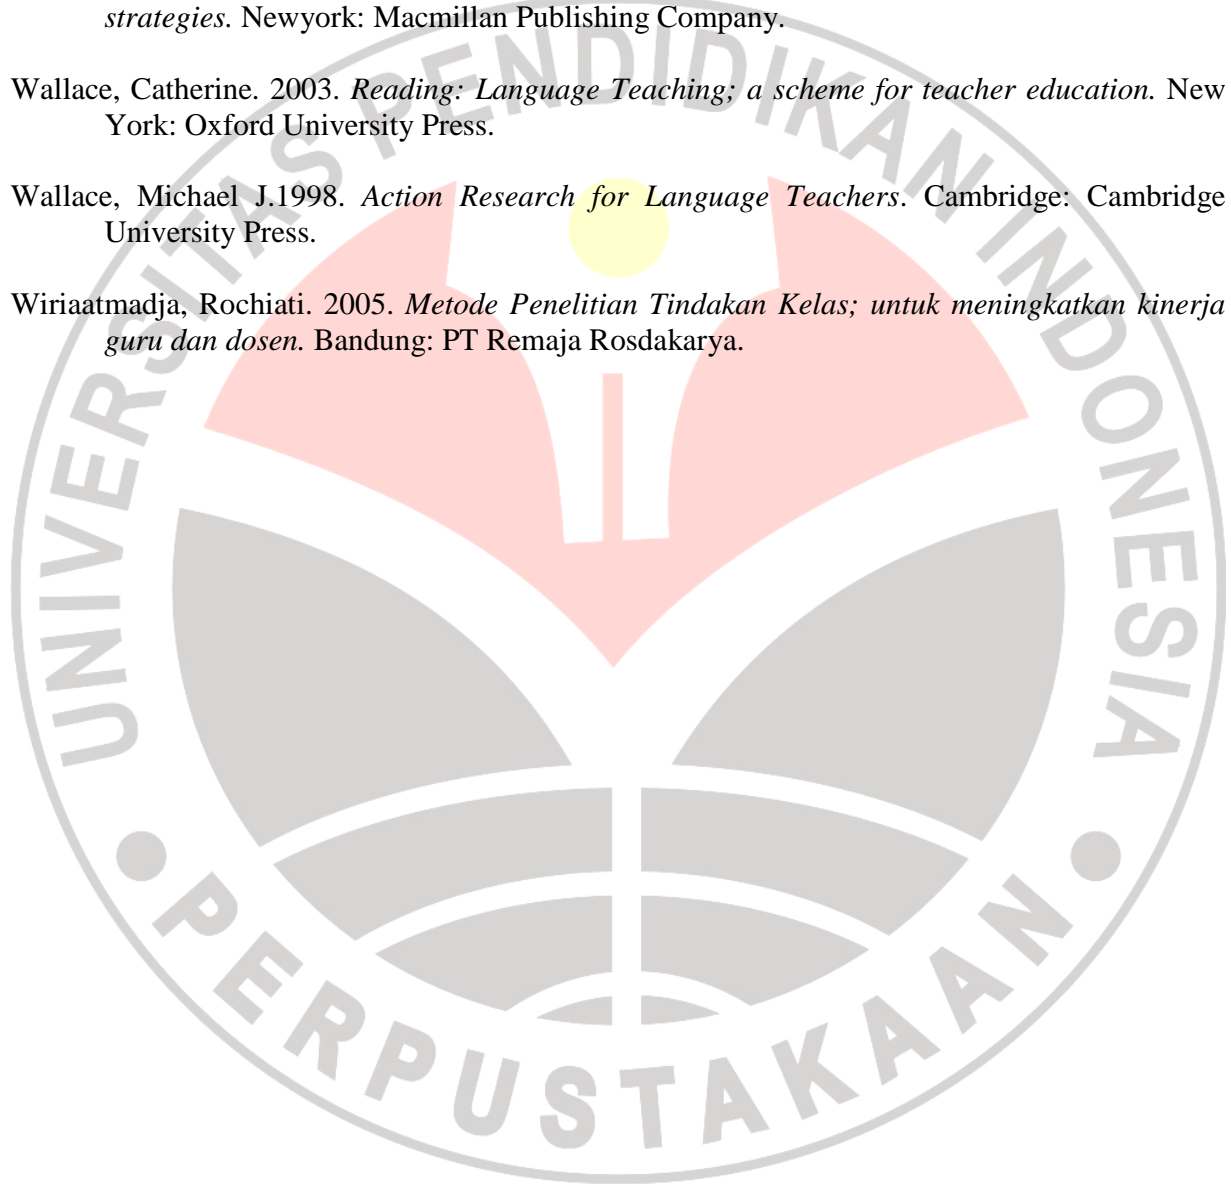 strategies. Newyork: Macmillan Publishing Company.
Wallace, Catherine. 2003. Reading: Language Teaching; a scheme for teacher education. New
York: Oxford University Press.
Wallace, Michael J.1998. Action Research for Language Teachers. Cambridge: Cambridge
University Press.
Wiriaatmadja, Rochiati. 2005. Metode Penelitian Tindakan Kelas; untuk meningkatkan kinerja
guru dan dosen. Bandung: PT Remaja Rosdakarya.
UNIVERSITAS PENDIDIKAN INDONESIA
PERPUSTAKAAN